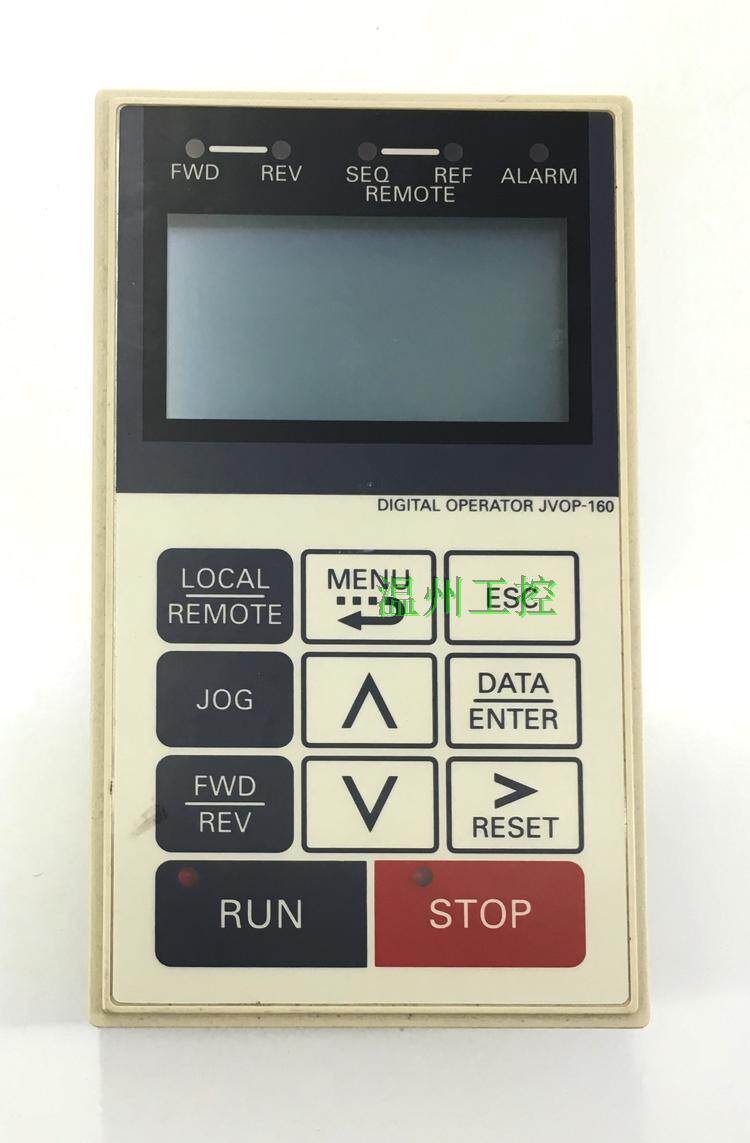 FWD REV SEQ REF ALARM
REMOTE
DIGITAL OPERATOR JVOP-160
LOCAL
REMOTE
MENU
ESC
温州工控
JOG
DATA
ENTER
FWD
REV
>
RESET
RUN
STOP